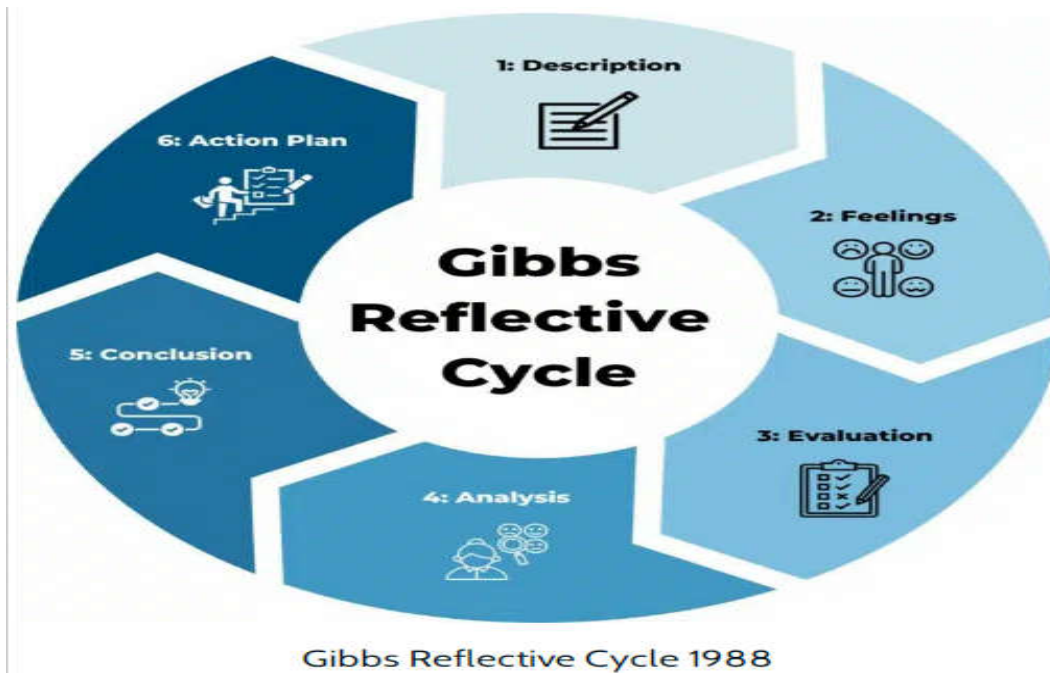 1: Description
2: Feelings
3: Evaluation
4: Analysis
5: Conclusion
6: Action Plan
Gibbs
Reflective
Cycle
Gibbs Reflective Cycle 1988